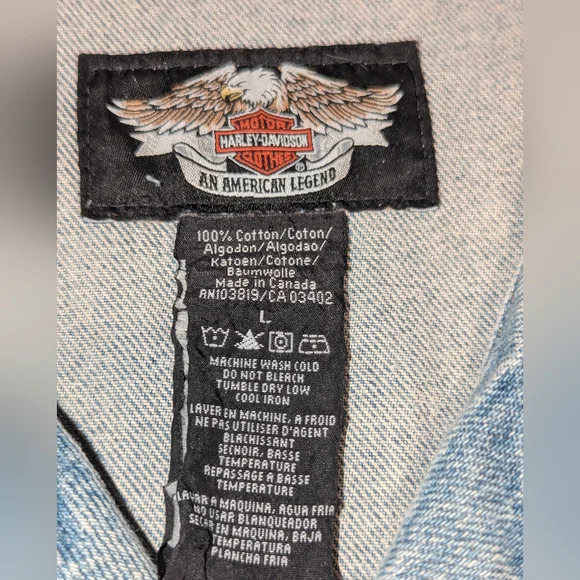 MOTOR
HARLEY-DAVIDSON
CLOTHES
®
AN AMERICAN LEGEND
100% Cotton/Coton/
Algodon/Algodao/
Katoen/Cotone/
Baumwolle
Made in Canada
RN103819/CA 03402
L
MACHINE WASH COLD
DO NOT BLEACH
TUMBLE DRY LOW
COOL IRON
LAVER EN MACHINE, A FROID
NE PAS UTILISER D'AGENT
BLACHISSANT
SECHOIR, BASSE
TEMPERATURE
REPASSAGE A BASSE
TEMPERATURE
LAVAR A MAQUINA, AGUA FRIA
NO USAR BLANQUEADOR
SECAR EN MAQUINA, BAJA
TEMPERATURA
PLANCHA FRIA